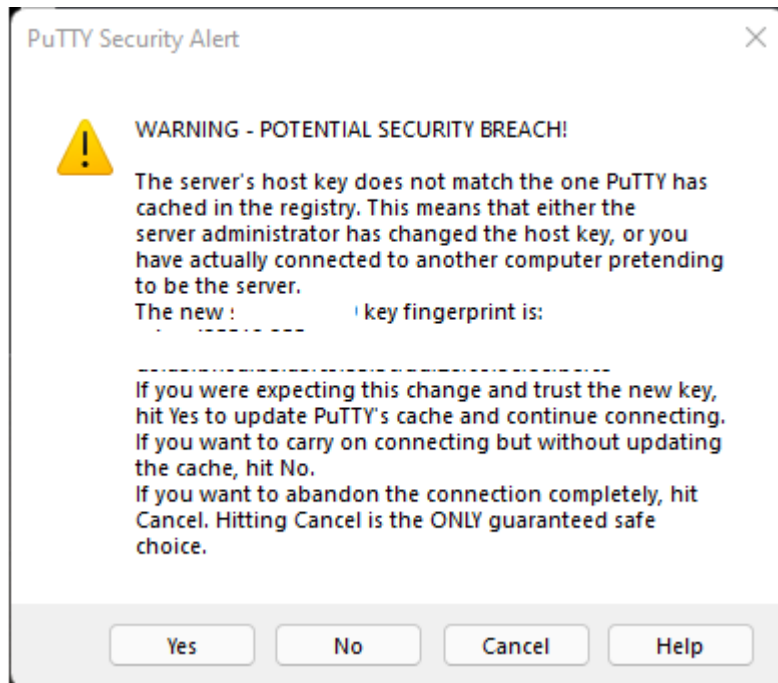 PuTTY Security Alert
WARNING - POTENTIAL SECURITY BREACH!
The server's host key does not match the one PuTTY has
cached in the registry. This means that either the
server administrator has changed the host key, or you
have actually connected to another computer pretending
to be the server.
The new key fingerprint is:
If you were expecting this change and trust the new key,
hit Yes to update PuTTY's cache and continue connecting.
If you want to carry on connecting but without updating
the cache, hit No.
If you want to abandon the connection completely, hit
Cancel. Hitting Cancel is the ONLY guaranteed safe
choice.
Yes No Cancel Help